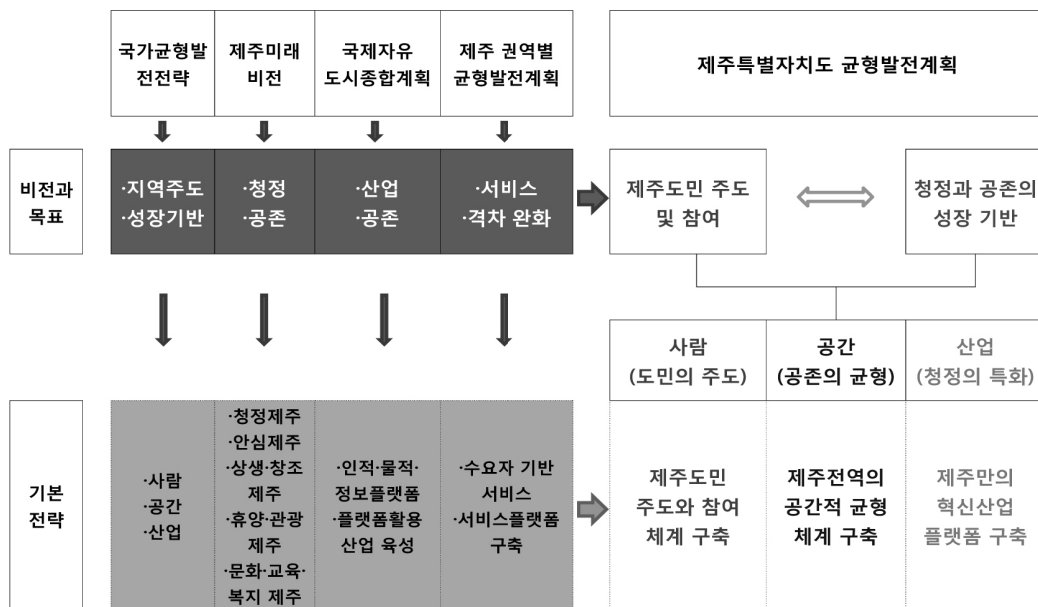 국가균형발
전전략
제주미래
비전
국제자유
도시종합계획
제주 권역별
균형발전계획
제주특별자치도 균형발전계획
비전과
목표
·지역주도
·성장기반
·청정
·공존
·산업
·공존
·서비스
·격차 완화
제주도민 주도
및 참여
청정과 공존의
성장 기반
사람
(도민의 주도)
공간
(공존의 균형)
산업
(청정의 특화)
기본
전략
·사람
·공간
·산업
·청정제주
·안심제주
·상생·창조
제주
·휴양·관광
제주
·문화·교육·
복지 제주
·인적·물적·
정보플랫폼
·플랫폼활용
산업 육성
·수요자 기반
서비스
·서비스플랫폼
구축
제주도민
주도와 참여
체계 구축
제주전역의
공간적 균형
체계 구축
제주만의
혁신산업
플랫폼 구축